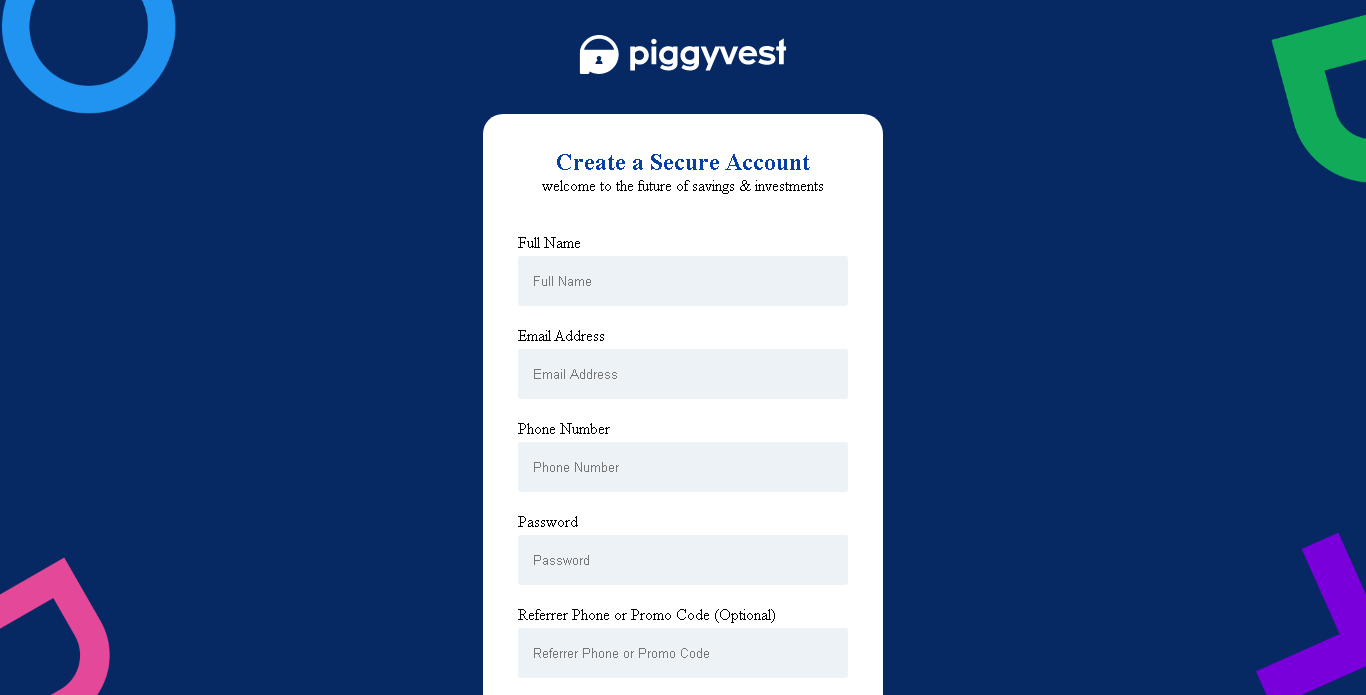 piggyvest
Create a Secure Account
welcome to the future of savings & investments
Full Name
Full Name
Email Address
Email Address
Phone Number
Phone Number
Password
Password
Referrer Phone or Promo Code (Optional)
Referrer Phone or Promo Code